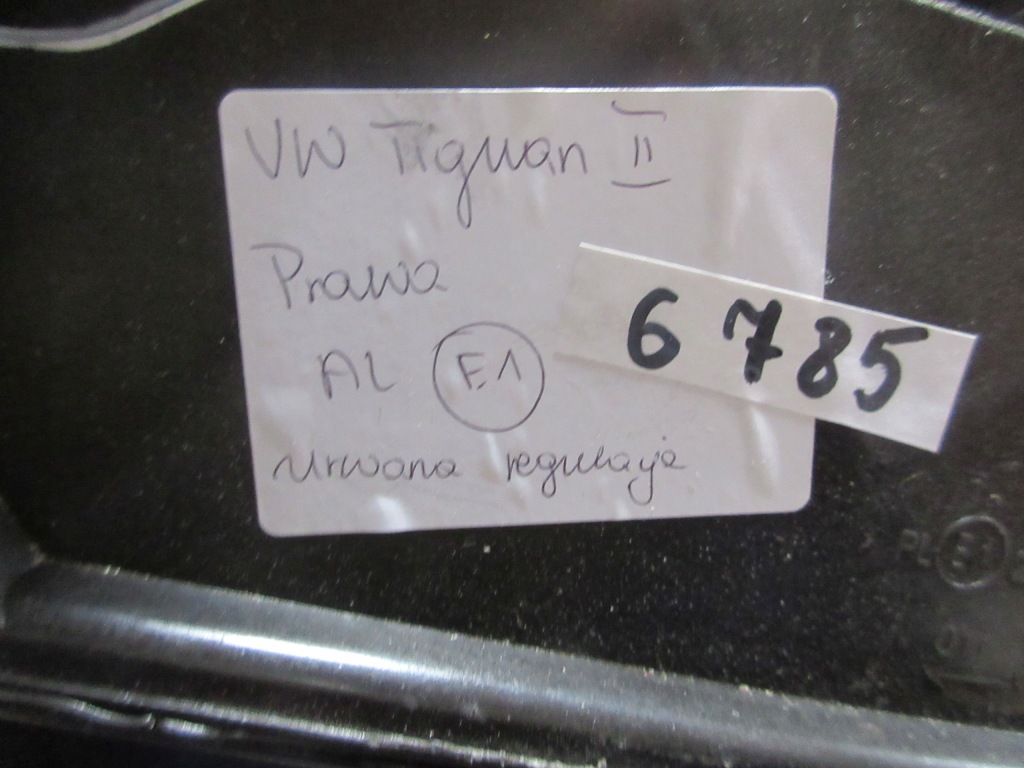 VW Tiguan II
Prawa
AL E1
6785
Urwana regulacja